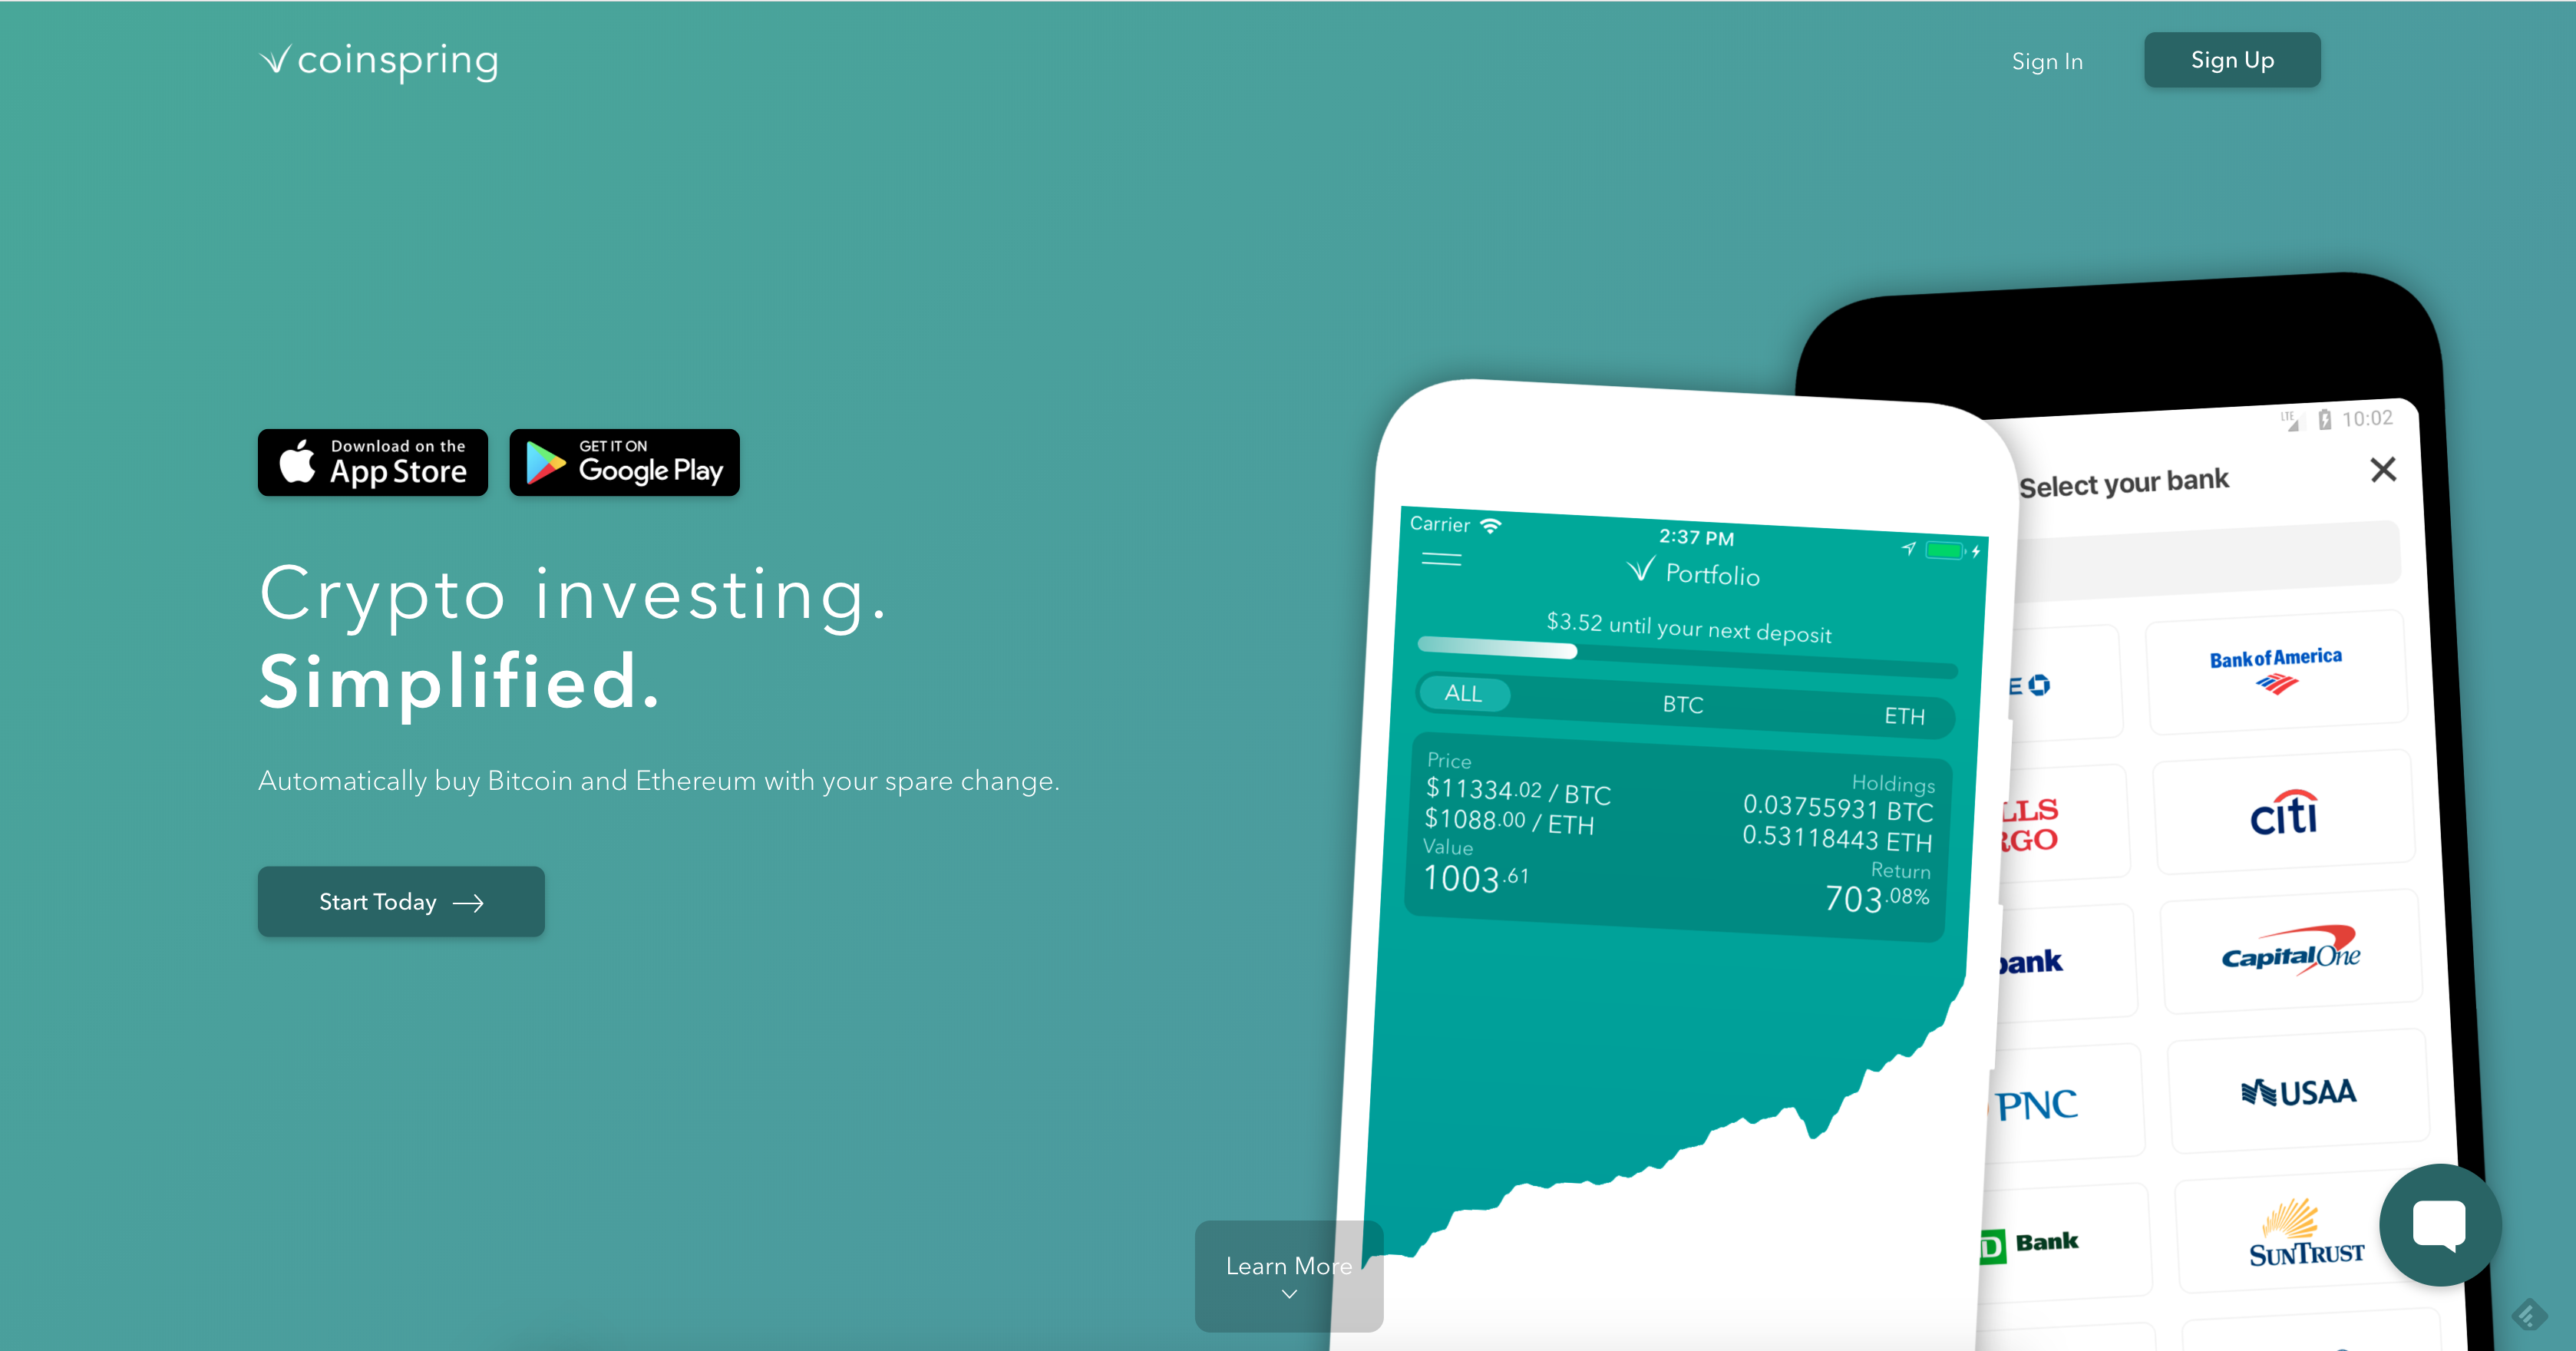 coinspring
Sign In
Sign Up
Download on the
App Store
GET IT ON
Google Play
Crypto investing.
Simplified.
Automatically buy Bitcoin and Ethereum with your spare change.
Start Today
Learn More
Carrier
2:37 PM
Portfolio
$3.52 until your next deposit
ALL
BTC
ETH
Price
$11334.02 / BTC
$1088.00 / ETH
Value
1003.61
Holdings
0.03755931 BTC
0.53118443 ETH
Return
703.08%
LTE
10:02
Select your bank
E
Bank of America
LLS
RGO
citi
bank
Capital One
PNC
USAA
D Bank
SUNTRUST